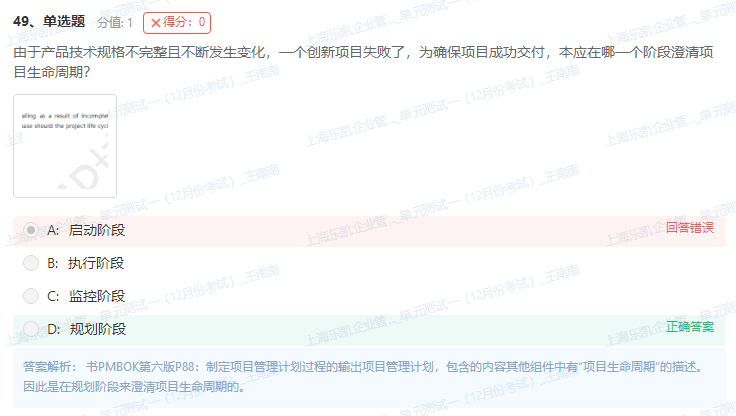 49、单选题 分值: 1 ✕得分：0
由于产品技术规格不完整且不断发生变化，一个创新项目失败了，为确保项目成功交付，本应在哪一个阶段澄清项
目生命周期？
ailing as a result of incomplet
ase should the project life cycl
A: 启动阶段 回答错误
B: 执行阶段
C: 监控阶段
D: 规划阶段 正确答案
答案解析： 书PMBOK第六版P88：制定项目管理计划过程的输出项目管理计划，包含的内容其他组件中有“项目生命周期”的描述。
因此是在规划阶段来澄清项目生命周期的。
上海乐凯企业管..._单元测试一（12月份考试）_王南南